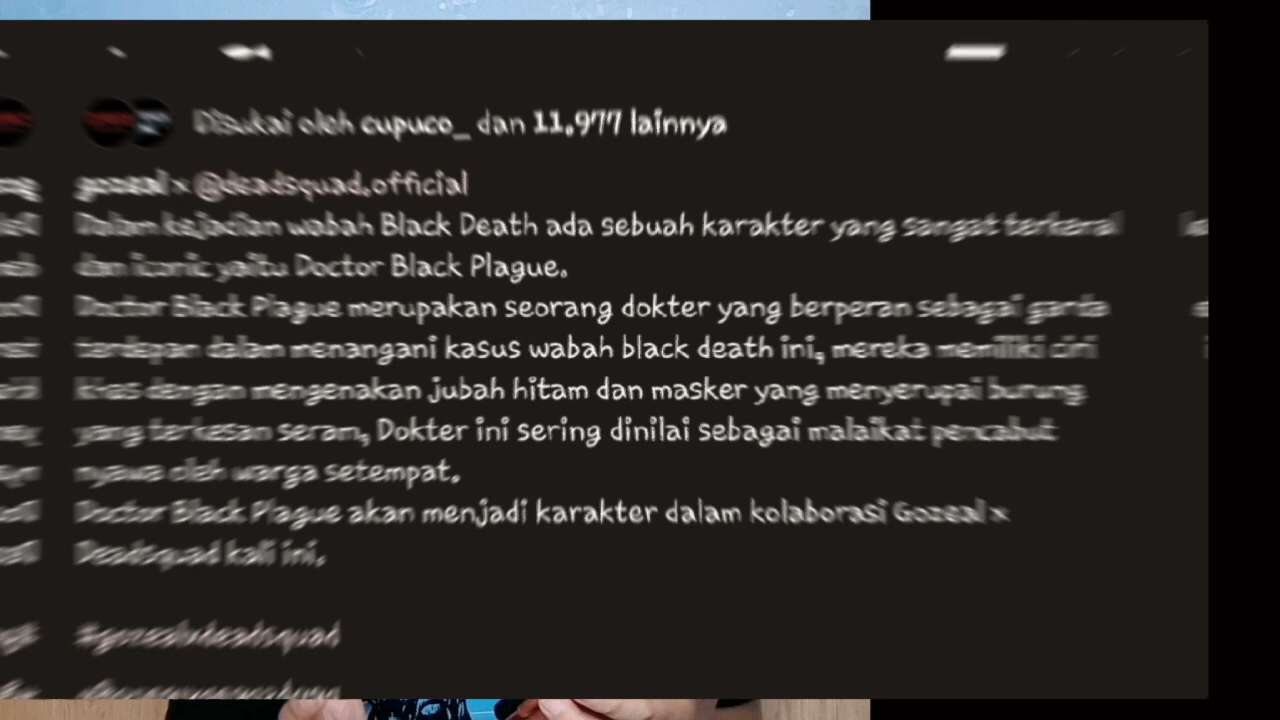 Disukai oleh cupuco_ dan 11.977 lainnya
gozeal x @deadsquad.official
Dalam kejadian wabah Black Death ada sebuah karakter yang sangat terkenal
dan iconic yaitu Doctor Black Plague.
Doctor Black Plague merupakan seorang dokter yang berperan sebagai garda
terdepan dalam menangani kasus wabah black death ini, mereka memiliki ciri
khas dengan mengenakan jubah hitam dan masker yang menyerupai burung
yang terkesan seram, Dokter ini sering dinilai sebagai malaikat pencabut
nyawa oleh warga setempat.
Doctor Black Plague akan menjadi karakter dalam kolaborasi Gozeal x
Deadsquad kali ini.
#gozealxdeadsquad